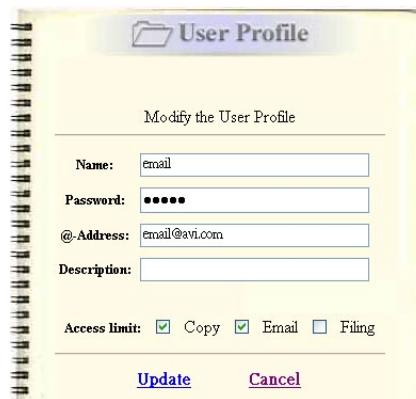 User Profile
Modify the User Profile
Name: email
Password: •••••
@-Address: email@avi.com
Description:
Access limit: Copy Email Filing
Update Cancel